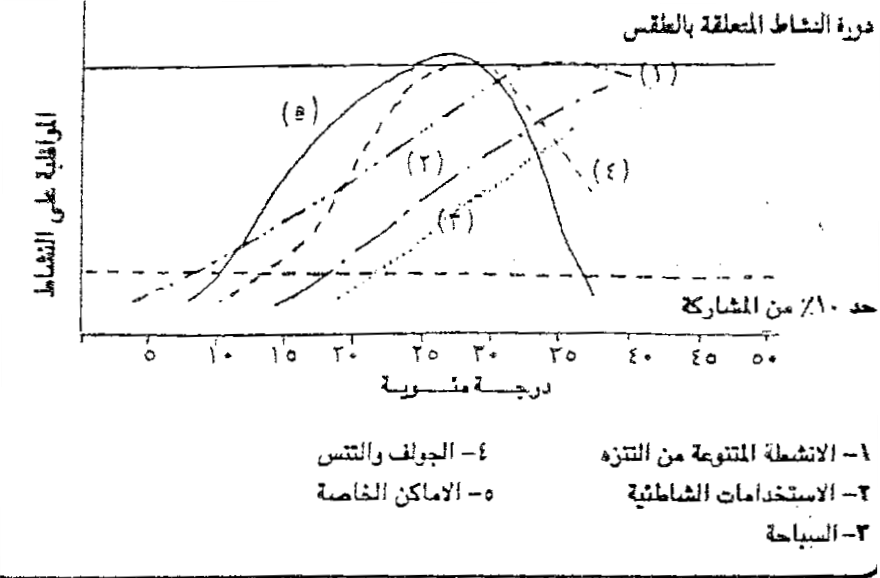 دورة النشاط المتعلقة بالطقس
المواظبة على النشاط
(١)
(٥)
(٢)
(٤)
(٣)
حد ١٠٪ من المشاركة
٥ ١٠ ١٥ ٢٠ ٢٥ ٣٠ ٣٥ ٤٠ ٤٥ ٥٠
درجة مئوية
١- الانشطة المتنوعة من التنزه
٤- الجولف والتنس
٢- الاستخدامات الشاطئية
٥- الاماكن الخاصة
٣- السباحة